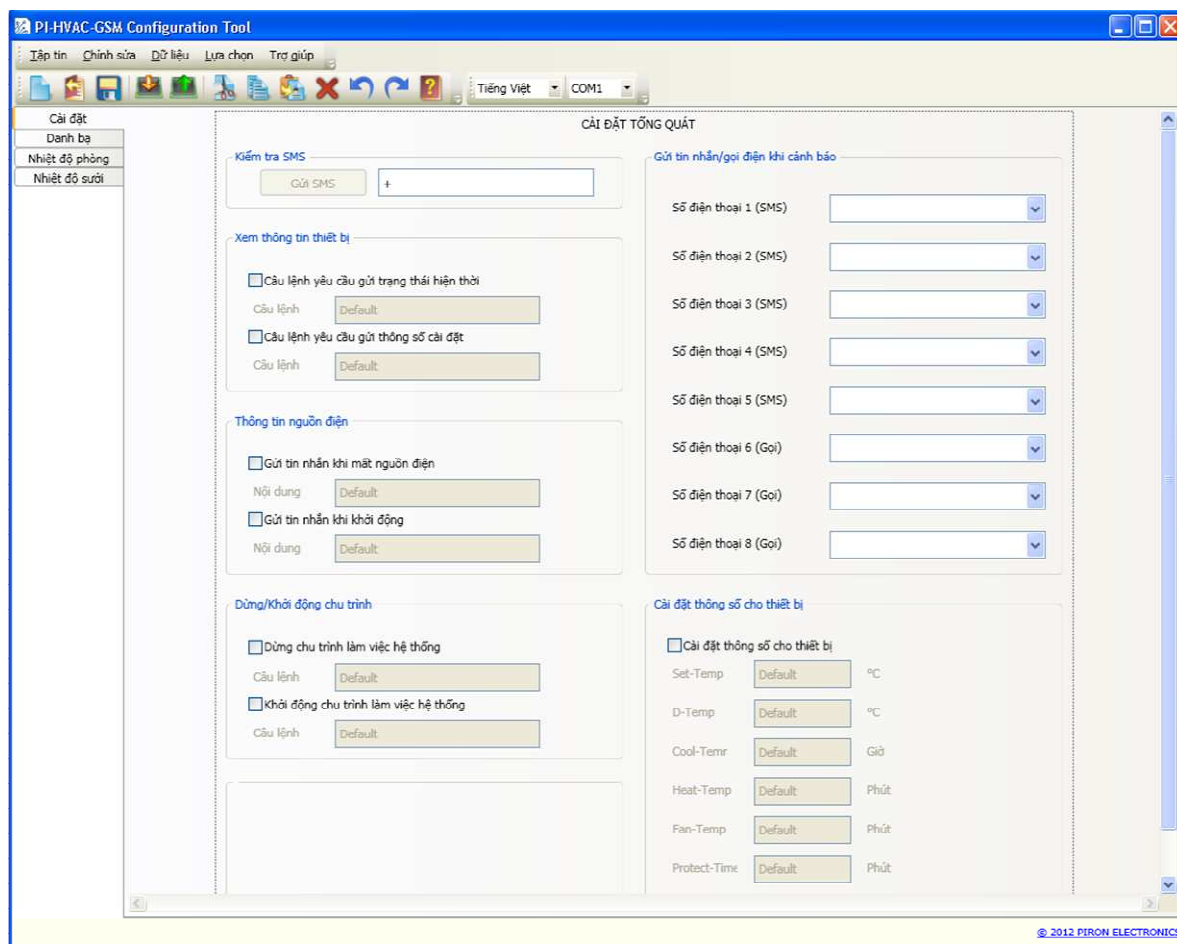 PI-HVAC-GSM Configuration Tool
Tập tin Chỉnh sửa Dữ liệu Lựa chọn Trợ giúp
Tiếng Việt COM1
Cài đặt
Danh bạ
Nhiệt độ phòng
Nhiệt độ sưởi
CÀI ĐẶT TỔNG QUÁT
Kiểm tra SMS
Gửi SMS +
Xem thông tin thiết bị
Câu lệnh yêu cầu gửi trạng thái hiện thời
Câu lệnh Default
Câu lệnh yêu cầu gửi thông số cài đặt
Câu lệnh Default
Thông tin nguồn điện
Gửi tin nhắn khi mất nguồn điện
Nội dung Default
Gửi tin nhắn khi khởi động
Nội dung Default
Dừng/Khởi động chu trình
Dừng chu trình làm việc hệ thống
Câu lệnh Default
Khởi động chu trình làm việc hệ thống
Câu lệnh Default
Gửi tin nhắn/gọi điện khi cảnh báo
Số điện thoại 1 (SMS)
Số điện thoại 2 (SMS)
Số điện thoại 3 (SMS)
Số điện thoại 4 (SMS)
Số điện thoại 5 (SMS)
Số điện thoại 6 (Gọi)
Số điện thoại 7 (Gọi)
Số điện thoại 8 (Gọi)
Cài đặt thông số cho thiết bị
Cài đặt thông số cho thiết bị
Set-Temp Default ºC
D-Temp Default ºC
Cool-Temr Default Giờ
Heat-Temp Default Phút
Fan-Temp Default Phút
Protect-Time Default Phút
© 2012 PIRON ELECTRONICS